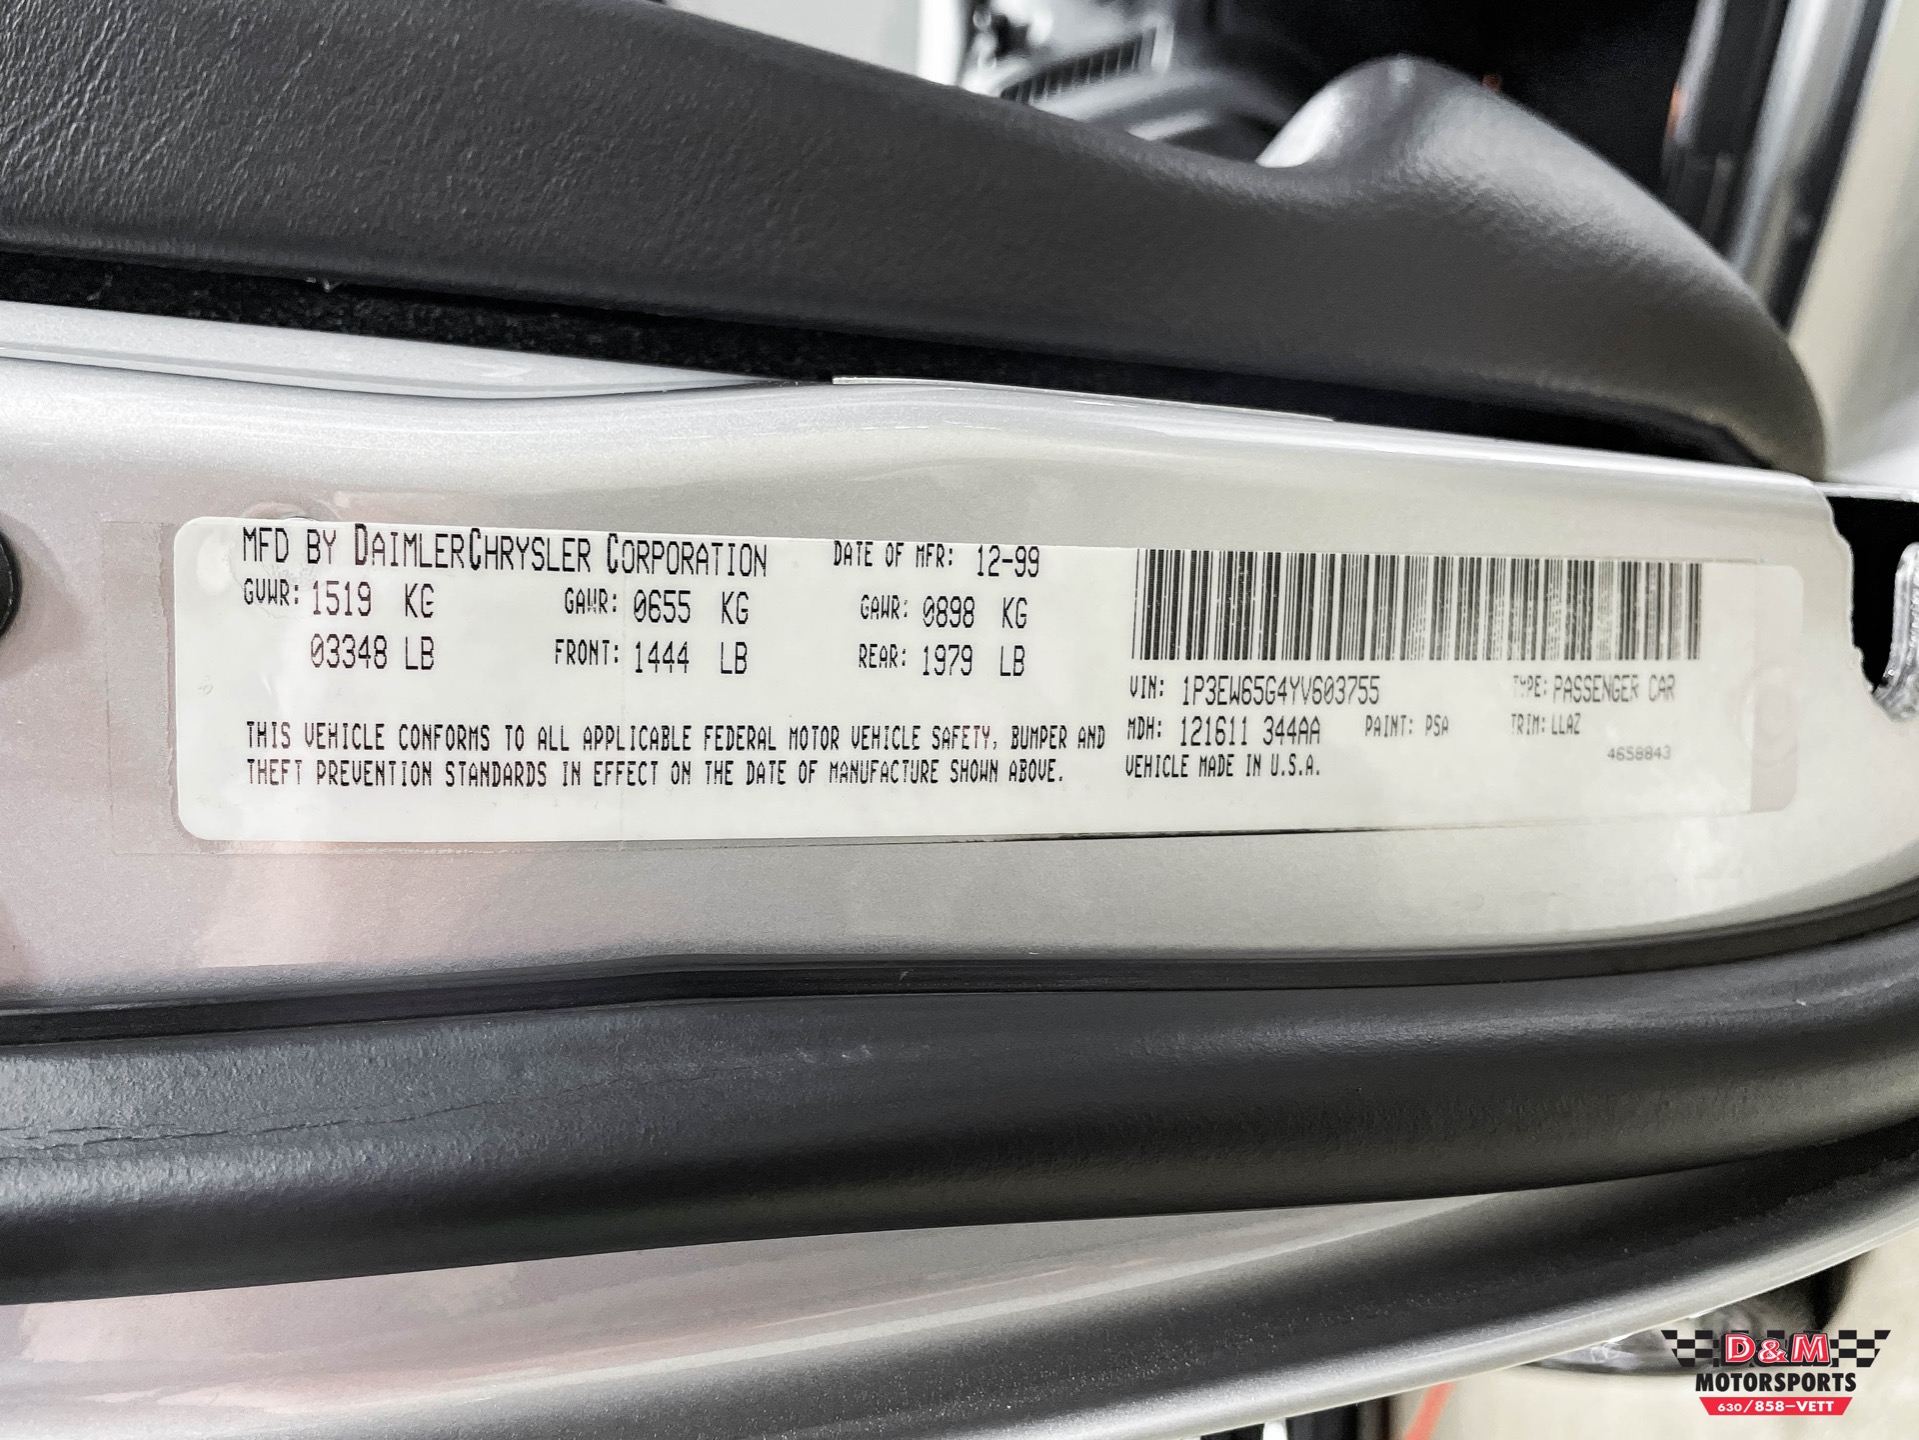 MFD BY DAIMLERCHRYSLER CORPORATION DATE OF MFR: 12-99
GVWR: 1519 KG GAWR: 0655 KG GAWR: 0898 KG
03348 LB FRONT: 1444 LB REAR: 1979 LB
VIN: 1P3EW65G4YV603755 TYPE: PASSENGER CAR
MDH: 121611 344AA PAINT: PSA TRIM: LLAZ
4658843
VEHICLE MADE IN U.S.A.
THIS VEHICLE CONFORMS TO ALL APPLICABLE FEDERAL MOTOR VEHICLE SAFETY, BUMPER AND
THEFT PREVENTION STANDARDS IN EFFECT ON THE DATE OF MANUFACTURE SHOWN ABOVE.
D&M
MOTORSPORTS
630/858-VETT